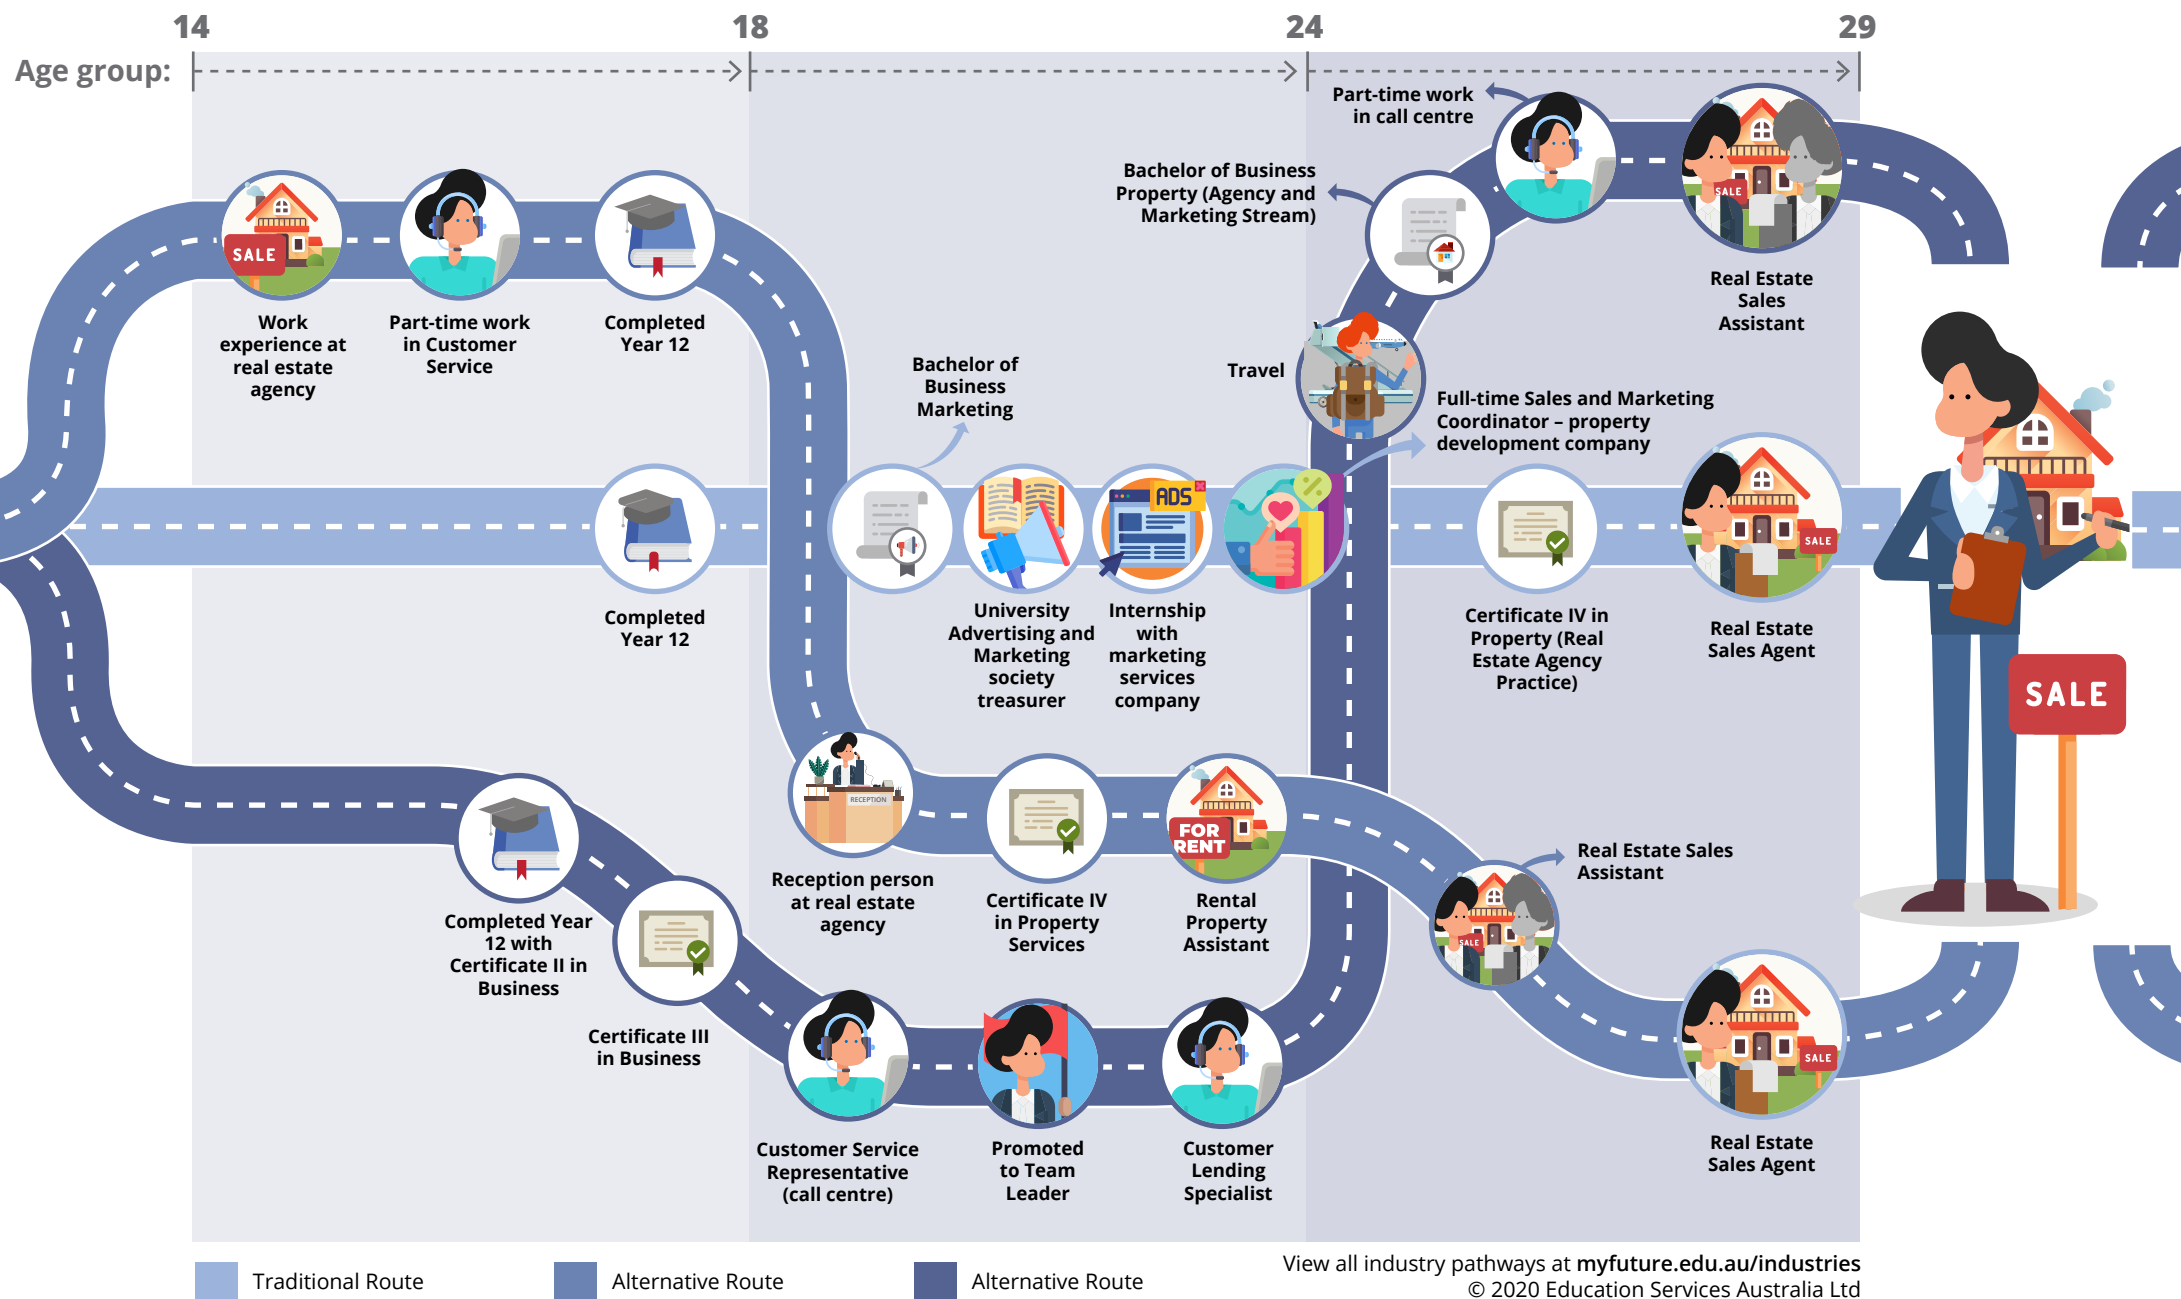 14
18
24
29
Age group:
Part-time work
in call centre
Bachelor of Business
Property (Agency and
Marketing Stream)
SALE
SALE
Work
experience at
real estate
agency
Part-time work
in Customer
Service
Completed
Year 12
Real Estate
Sales
Assistant
Travel
Bachelor of
Business
Marketing
Full-time Sales and Marketing
Coordinator – property
development company
ADS
SALE
Completed
Year 12
University
Advertising and
Marketing
society
treasurer
Internship
with
marketing
services
company
Certificate IV in
Property (Real
Estate Agency
Practice)
Real Estate
Sales Agent
SALE
RECEPTION
FOR
RENT
Reception person
at real estate
agency
Certificate IV
in Property
Services
Rental
Property
Assistant
Real Estate Sales
Assistant
SALE
Completed Year
12 with
Certificate II in
Business
Certificate III
in Business
SALE
Customer Service
Representative
(call centre)
Promoted
to Team
Leader
Customer
Lending
Specialist
Real Estate
Sales Agent
Traditional Route
Alternative Route
Alternative Route
View all industry pathways at myfuture.edu.au/industries
© 2020 Education Services Australia Ltd